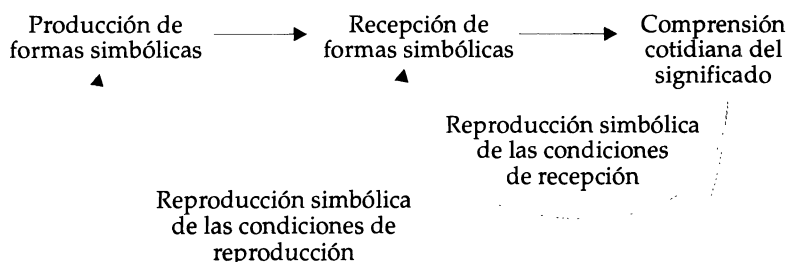 Producción de
formas simbólicas
Recepción de
formas simbólicas
Comprensión
cotidiana del
significado
Reproducción simbólica
de las condiciones
de recepción
Reproducción simbólica
de las condiciones de
reproducción